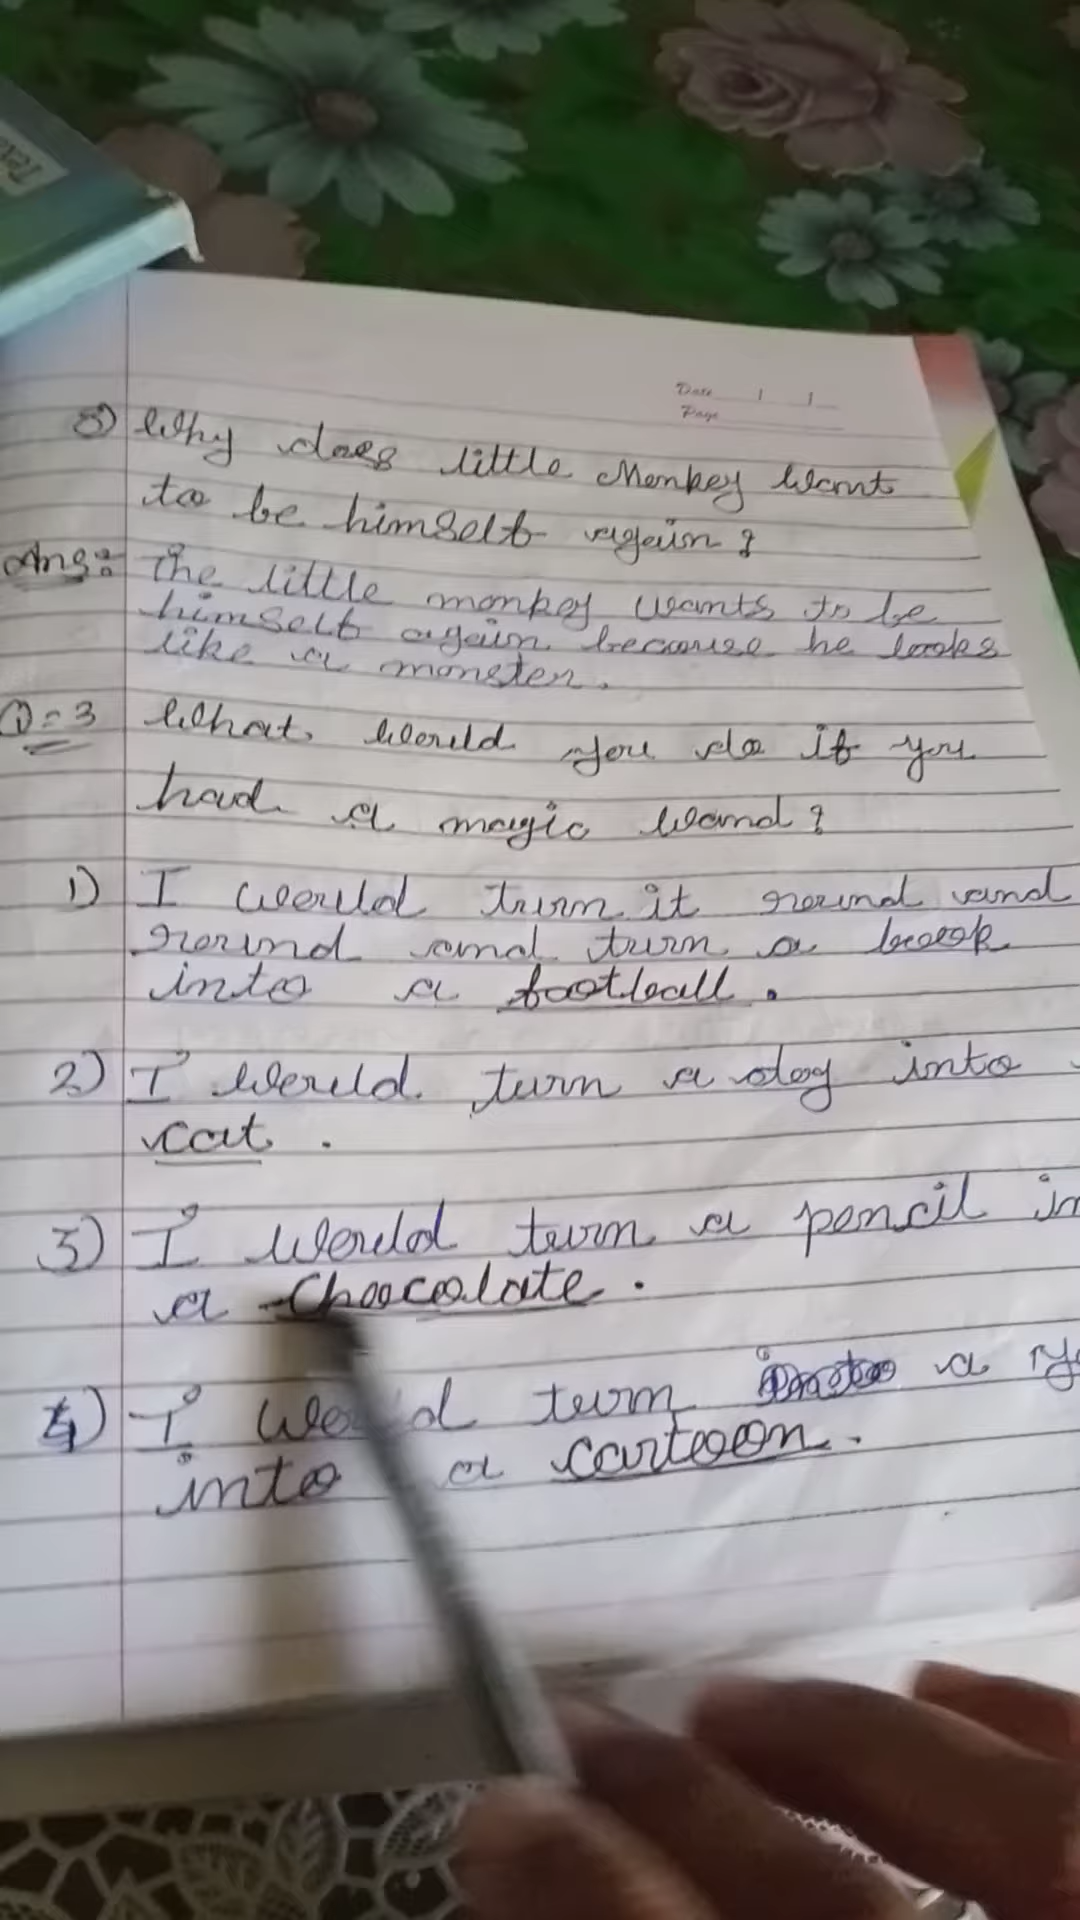 Date
Page
5) Why does little Monkey want
to be himself again?
Ans: The little monkey wants to be
himself again because he looks
like a monster.
Q=3 What would you do if you
had a magic wand?
1) I would turn it round and
round and turn a book
into a football.
2) I would turn a dog into
cat.
3) I would turn a pencil in
a Choocolate.
4) I would turn a
into a cartoon.